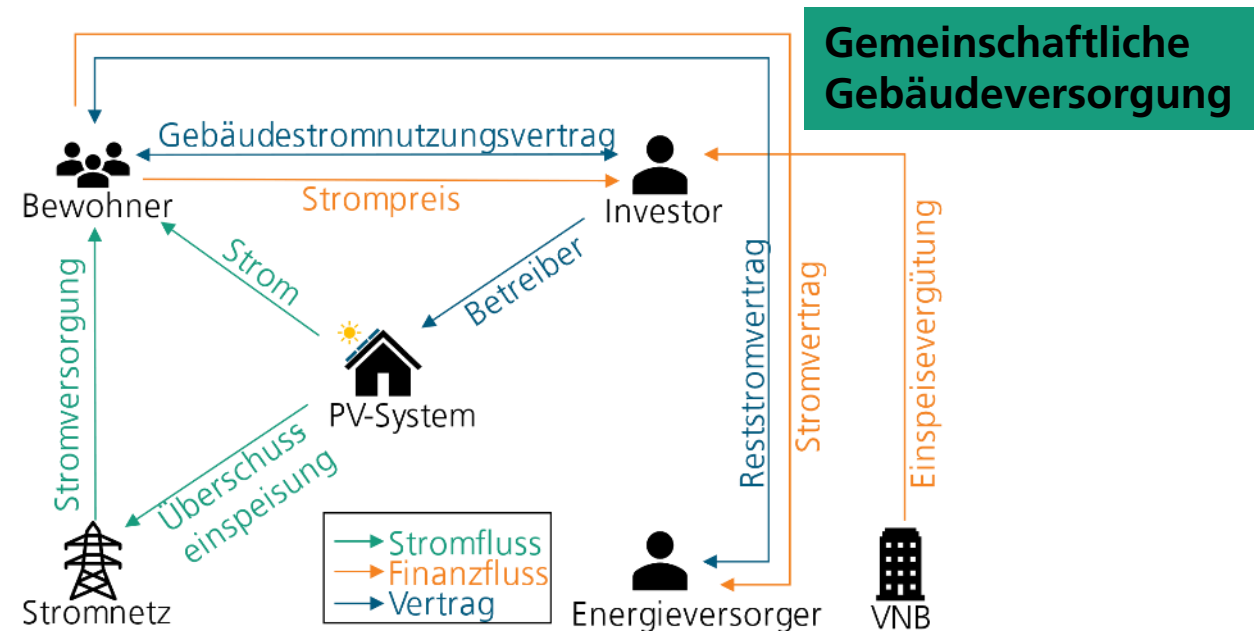 Gemeinschaftliche
Gebäudeversorgung
Gebäudestromnutzungsvertrag
Bewohner
Strompreis
Investor
Strom
Betreiber
Stromversorgung
PV-System
Überschuss
einspeisung
Reststromvertrag
Stromvertrag
Einspeisevergütung
Stromfluss
Finanzfluss
Vertrag
Stromnetz
Energieversorger
VNB